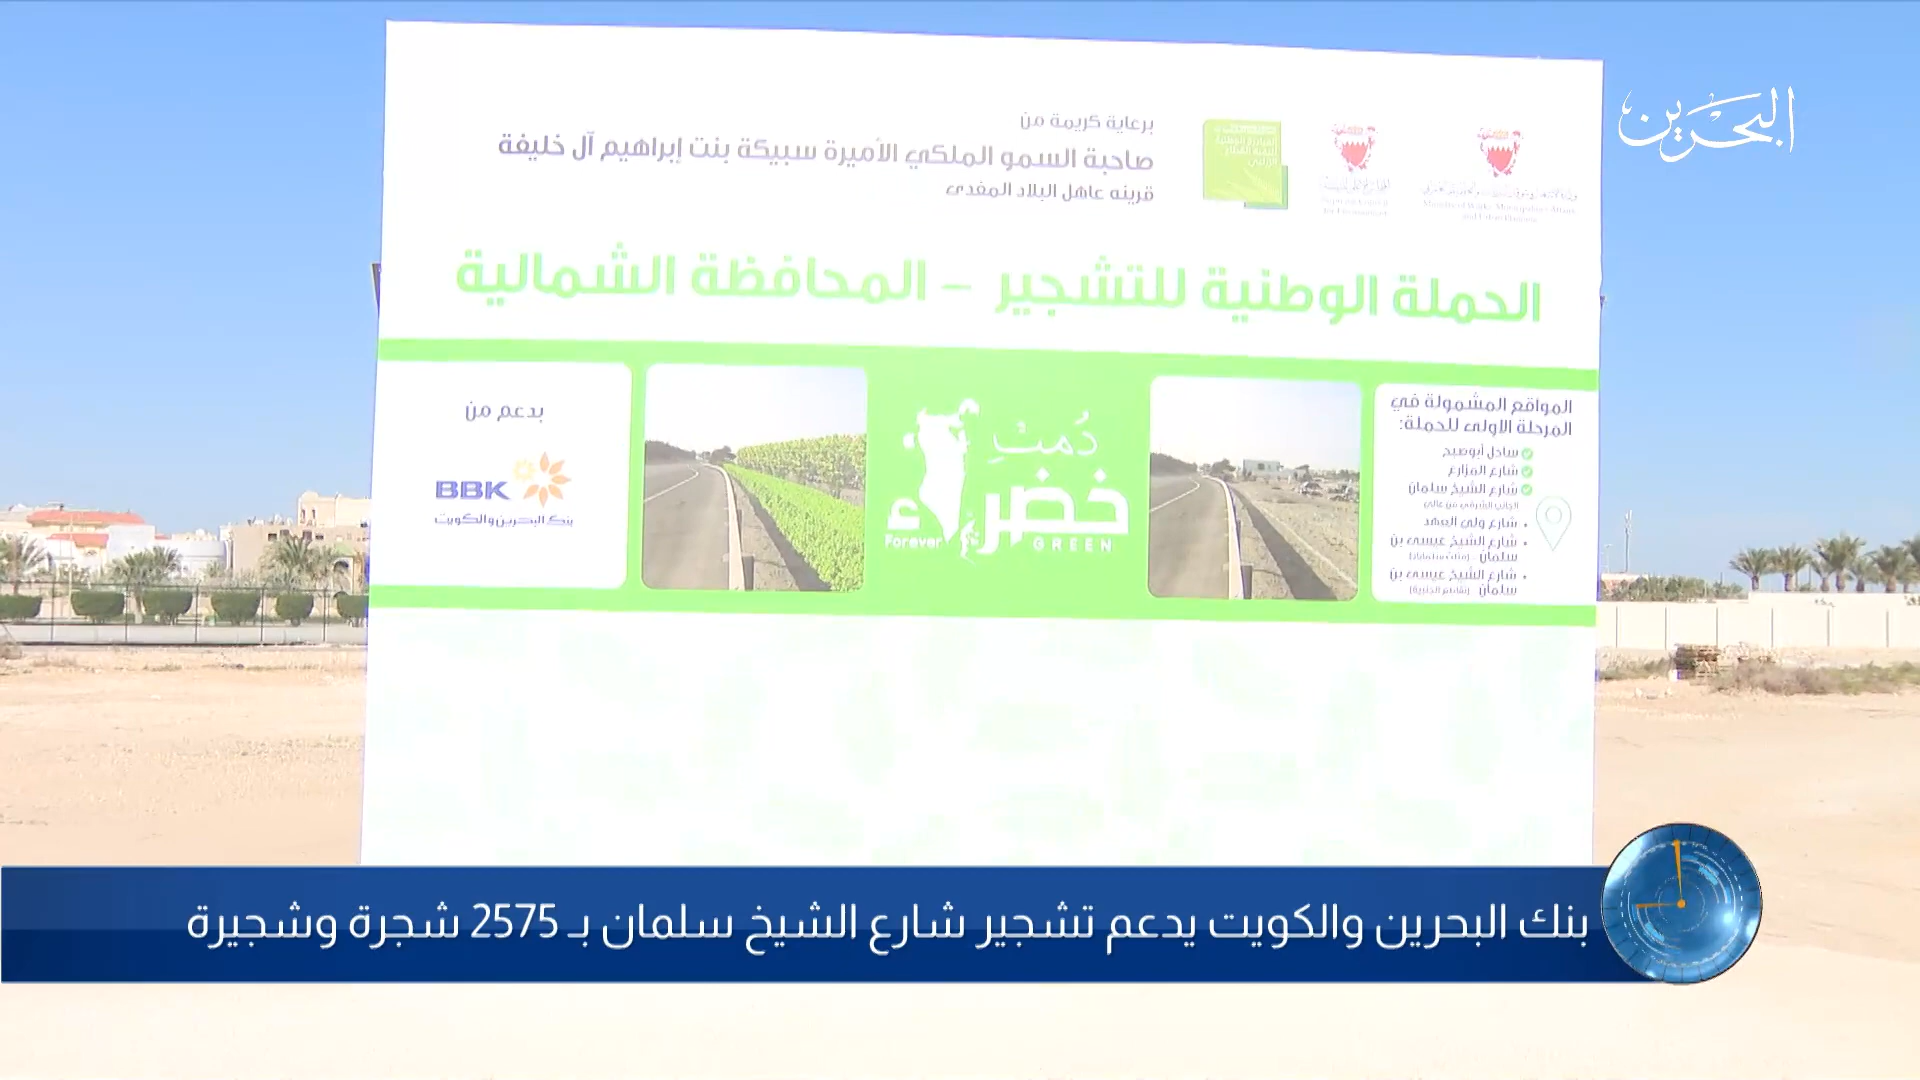 البحرين
برعاية كريمة من
صاحبة السمو الملكي الأميرة سبيكة بنت إبراهيم آل خليفة
قرينه عاهل البلاد المفدى
الحملة الوطنية للتشجير – المحافظة الشمالية
المواقع المشمولة في
المرحلة الأولى للحملة:
ساحل أبوصبح
شارع المزارع
شارع الشيخ سلمان
شارع ولي العهد
شارع الشيخ عيسى بن
سلمان
شارع الشيخ عيسى بن
سلمان
دُمتِ
خضراء
Forever GREEN
بدعم من
BBK
بنك البحرين والكويت
بنك البحرين والكويت يدعم تشجير شارع الشيخ سلمان بـ 2575 شجرة وشجيرة